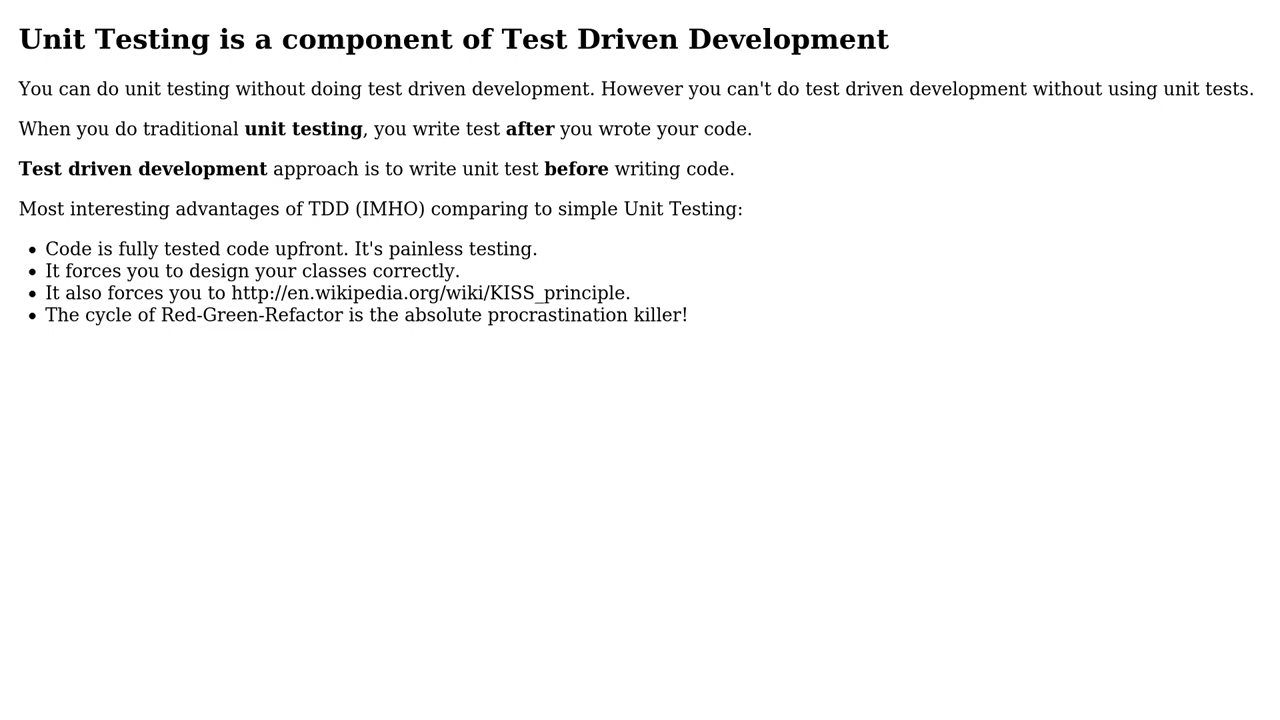 Unit Testing is a component of Test Driven Development
You can do unit testing without doing test driven development. However you can't do test driven development without using unit tests.
When you do traditional unit testing, you write test after you wrote your code.
Test driven development approach is to write unit test before writing code.
Most interesting advantages of TDD (IMHO) comparing to simple Unit Testing:
• Code is fully tested code upfront. It's painless testing.
• It forces you to design your classes correctly.
• It also forces you to http://en.wikipedia.org/wiki/KISS_principle.
• The cycle of Red-Green-Refactor is the absolute procrastination killer!